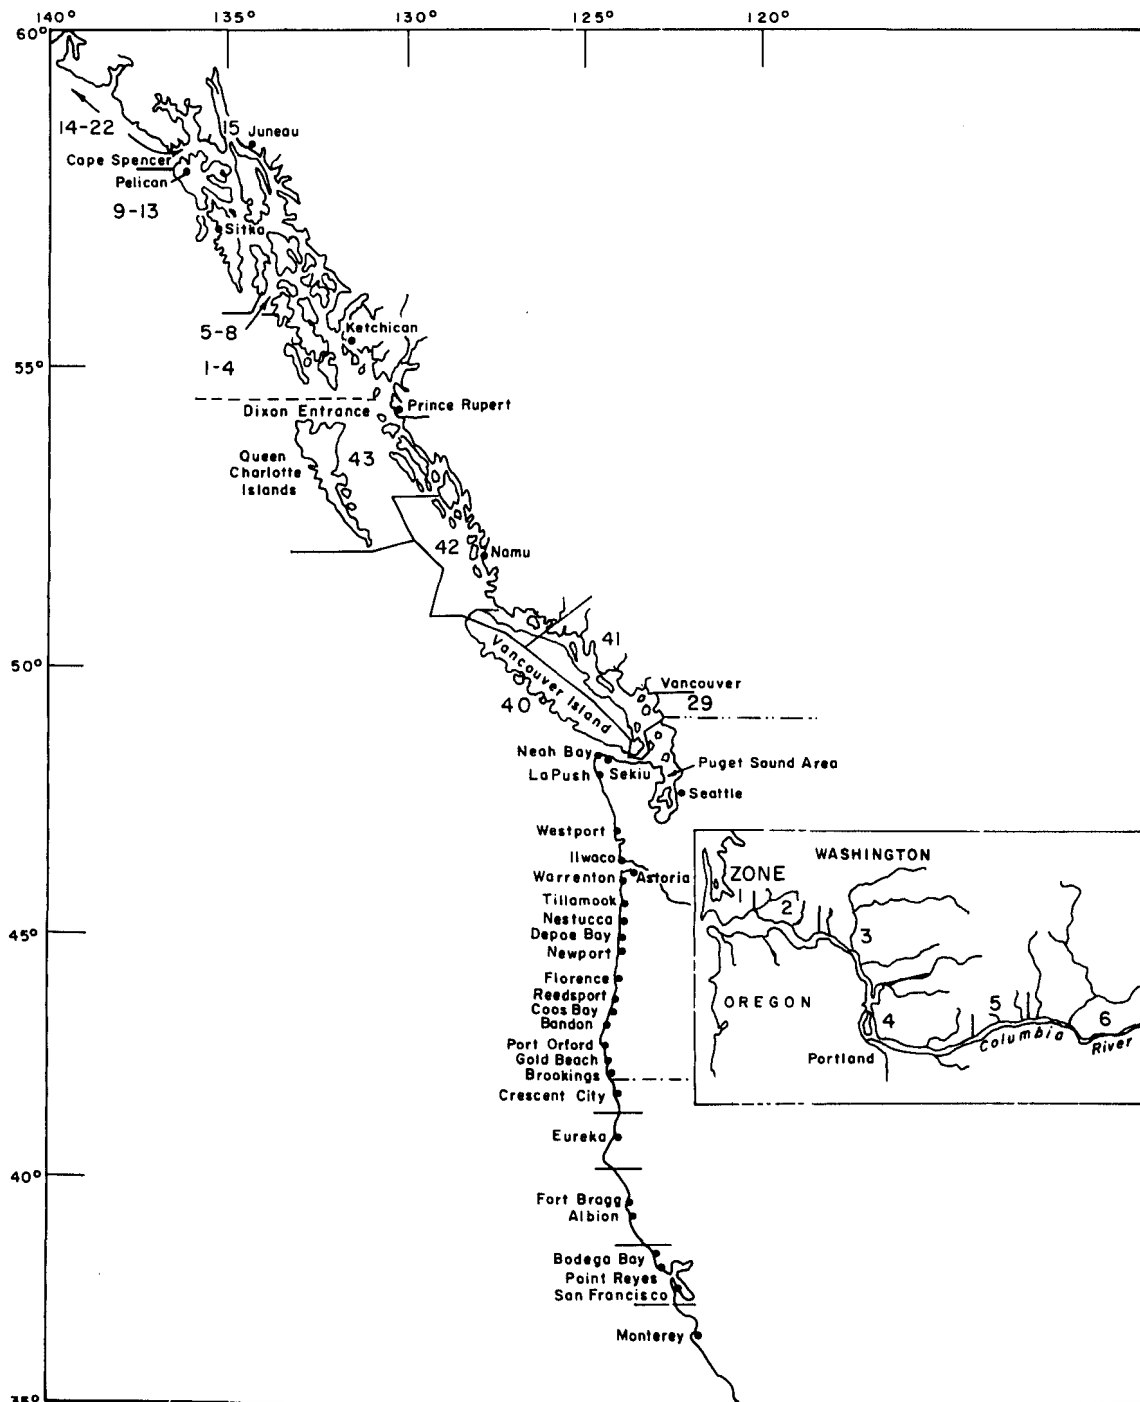 140° 135° 130° 125° 120°
60°
15 Juneau
14-22
Cape Spencer
Pelican
9-13
Sitka
5-8
Ketchican
1-4
55°
Dixon Entrance
Prince Rupert
Queen
Charlotte
Islands
43
42
Namu
41
50°
Vancouver Island
40
Vancouver
29
Neah Bay
Sekiu
LaPush
Puget Sound Area
Seattle
Westport
Ilwaco
Astoria
Warrenton
Tillamook
Nestucca
Depoe Bay
Newport
45°
Florence
Reedsport
Coos Bay
Bandon
Port Orford
Gold Beach
Brookings
Crescent City
Eureka
40°
Fort Bragg
Albion
Bodega Bay
Point Reyes
San Francisco
Monterey
35°
WASHINGTON
ZONE
1
2
3
OREGON
4
5
6
Columbia River
Portland